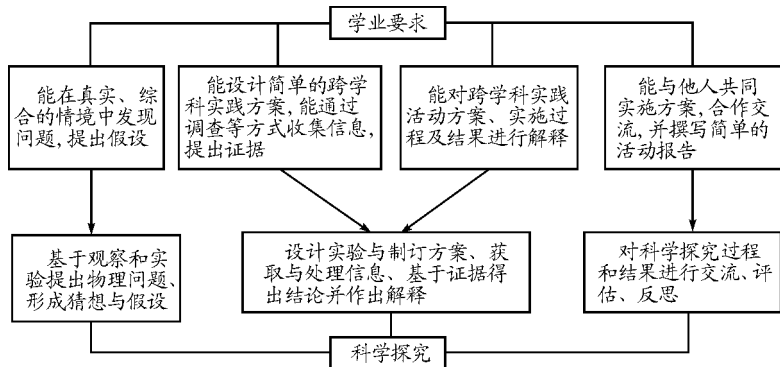 学业要求
能在真实、综
合的情境中发现
问题,提出假设
能设计简单的跨学
科实践方案,能通过
调查等方式收集信息,
提出证据
能对跨学科实践
活动方案、实施过
程及结果进行解释
能与他人共同
实施方案,合作交
流,并撰写简单的
活动报告
基于观察和实
验提出物理问题、
形成猜想与假设
设计实验与制订方案、获
取与处理信息、基于证据得
出结论并作出解释
对科学探究过程
和结果进行交流、评
估、反思
科学探究